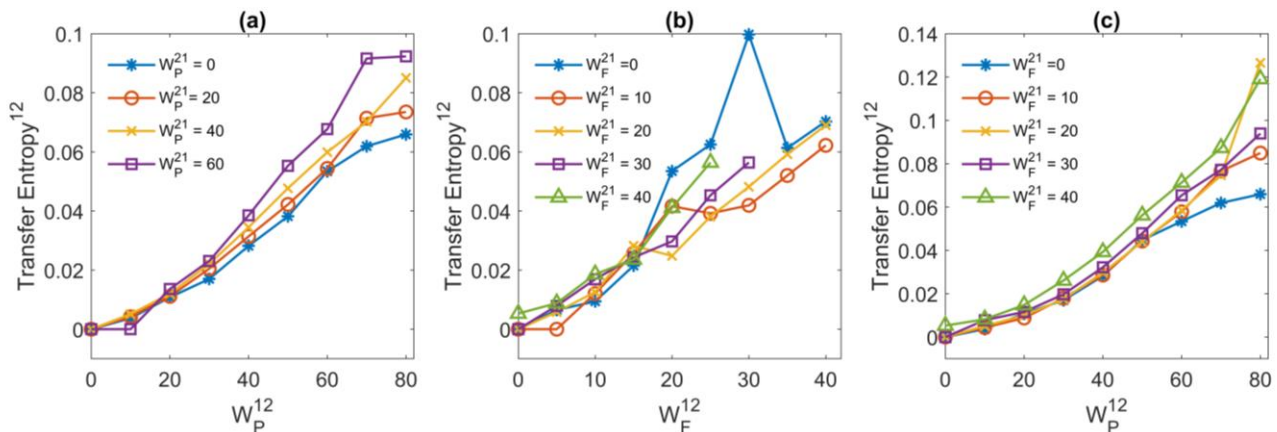 (a)
Transfer Entropy¹²
0.1
0.08
0.06
0.04
0.02
0
W_P^21 = 0
W_P^21 = 20
W_P^21 = 40
W_P^21 = 60
0 20 40 60 80
W_P^12
(b)
Transfer Entropy¹²
0.1
0.08
0.06
0.04
0.02
0
W_F^21 =0
W_F^21 = 10
W_F^21 = 20
W_F^21 = 30
W_F^21 = 40
0 10 20 30 40
W_F^12
(c)
Transfer Entropy¹²
0.14
0.12
0.1
0.08
0.06
0.04
0.02
0
W_F^21 =0
W_F^21 = 10
W_F^21 = 20
W_F^21 = 30
W_F^21 = 40
0 20 40 60 80
W_P^12